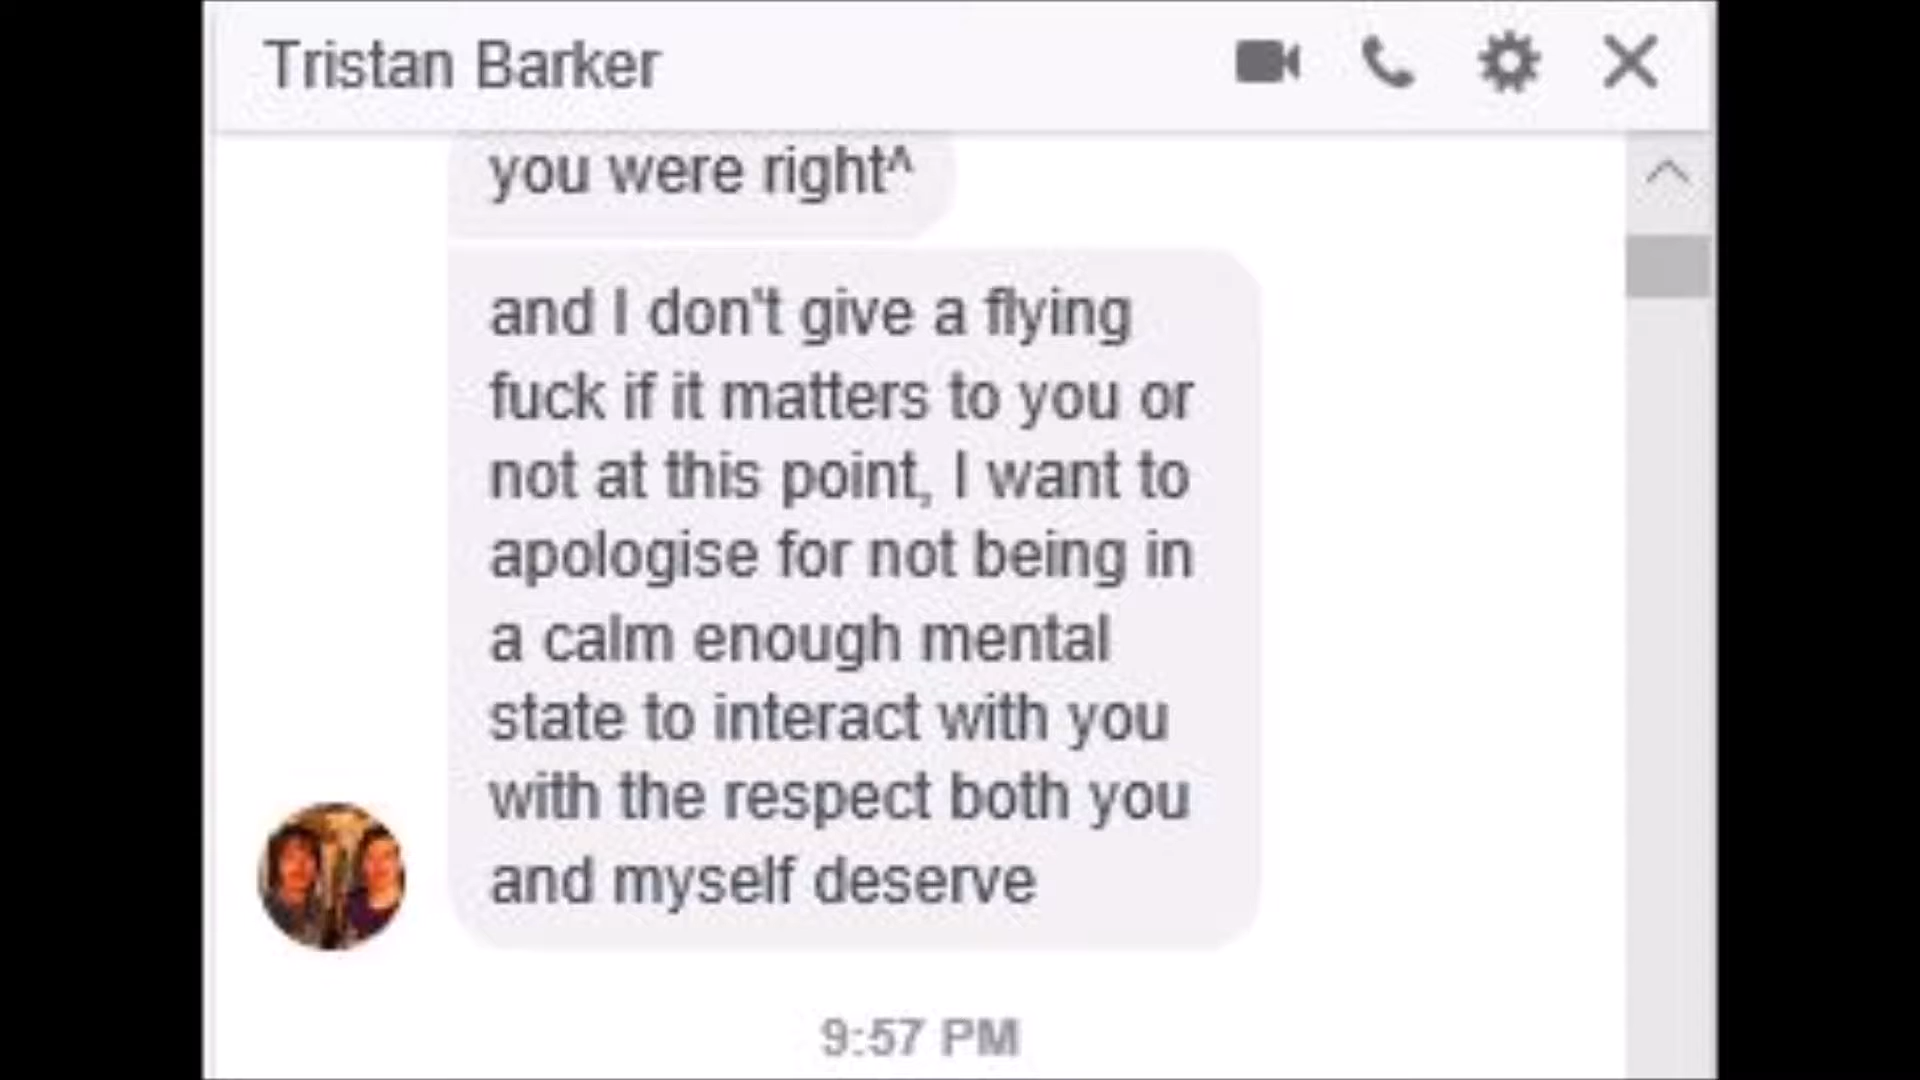 Tristan Barker
you were right^
and I don't give a flying
fuck if it matters to you or
not at this point, I want to
apologise for not being in
a calm enough mental
state to interact with you
with the respect both you
and myself deserve
9:57 PM